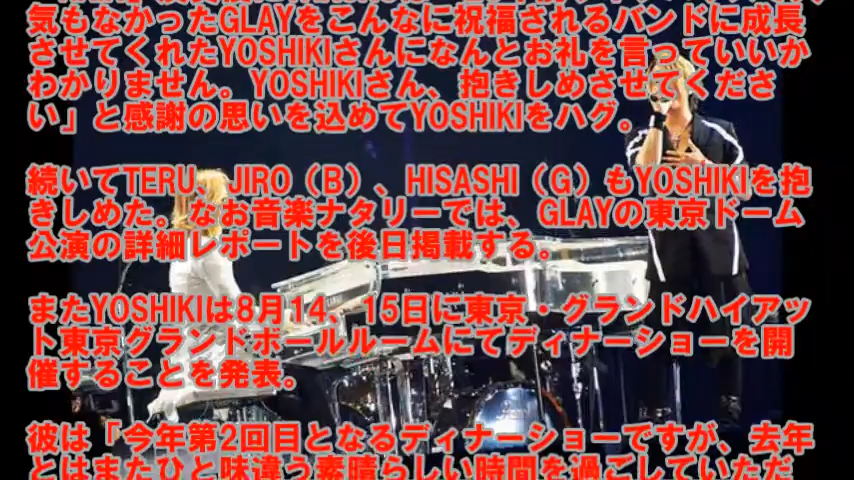 気もなかったGLAYをこんなに祝福されるバンドに成長
させてくれたYOSHIKIさんになんとお礼を言っていいか
わかりません。YOSHIKIさん、抱きしめさせてくださ
い」と感謝の思いを込めてYOSHIKIをハグ。
続いてTERU、JIRO（B）、HISASHI（G）もYOSHIKIを抱
きしめた。なお音楽ナタリーでは、GLAYの東京ドーム
公演の詳細レポートを後日掲載する。
またYOSHIKIは8月14、15日に東京・グランドハイアッ
ト東京グランドボールルームにてディナーショーを開
催することを発表。
彼は「今年第2回目となるディナーショーですが、去年
とはまたひと味違う素晴らしい時間を過ごしていただ